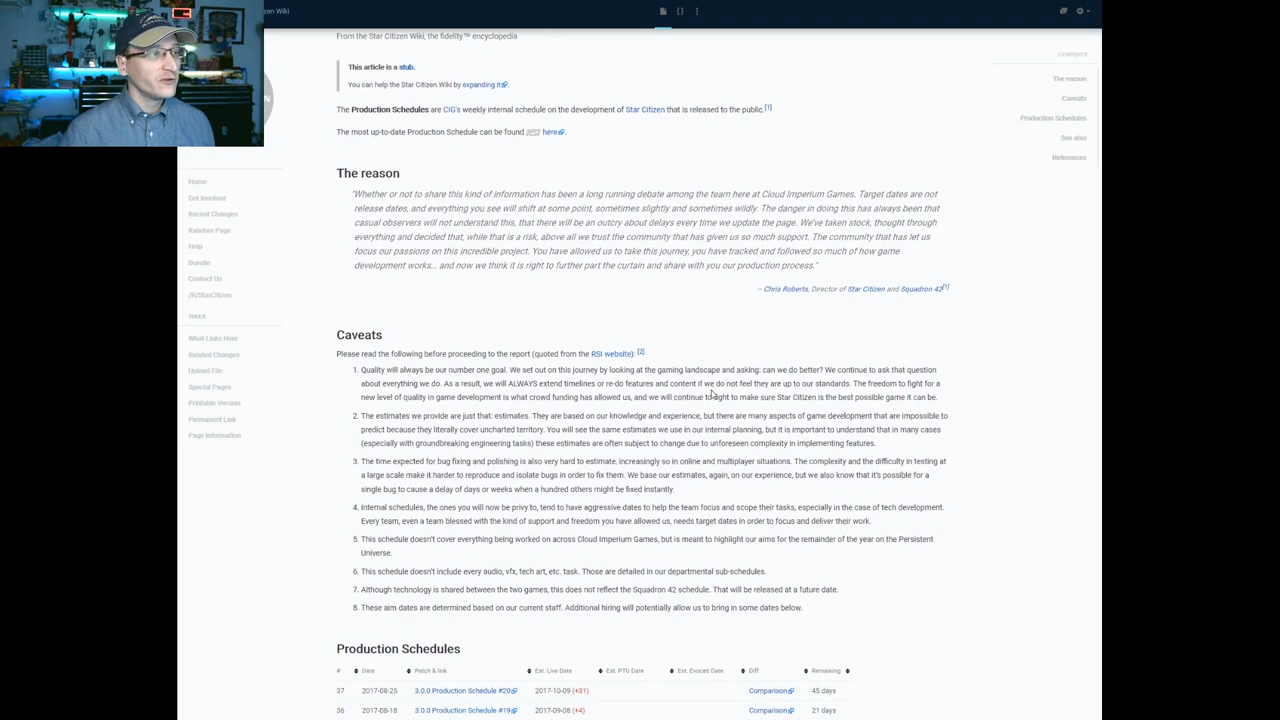 zen Wiki
From the Star Citizen Wiki, the fidelity™ encyclopedia
CONTENTS
The reason
Caveats
Production Schedules
See also
References
This article is a stub.
You can help the Star Citizen Wiki by expanding it.
The Production Schedules are CIG's weekly internal schedule on the development of Star Citizen that is released to the public.[1]
The most up-to-date Production Schedule can be found here.
Home
Get Involved
Recent Changes
Random Page
Help
Donate
Contact Us
/R/StarCitizen
TOOLS
What Links Here
Related Changes
Upload File
Special Pages
Printable Version
Permanent Link
Page Information
The reason
"Whether or not to share this kind of information has been a long running debate among the team here at Cloud Imperium Games. Target dates are not
release dates, and everything you see will shift at some point, sometimes slightly and sometimes wildly. The danger in doing this has always been that
casual observers will not understand this, that there will be an outcry about delays every time we update the page. We've taken stock, thought through
everything and decided that, while that is a risk, above all we trust the community that has given us so much support. The community that has let us
focus our passions on this incredible project. You have allowed us to take this journey, you have tracked and followed so much of how game
development works... and now we think it is right to further part the curtain and share with you our production process."
– Chris Roberts, Director of Star Citizen and Squadron 42[1]
Caveats
Please read the following before proceeding to the report (quoted from the RSI website): [2]
1. Quality will always be our number one goal. We set out on this journey by looking at the gaming landscape and asking: can we do better? We continue to ask that question
about everything we do. As a result, we will ALWAYS extend timelines or re-do features and content if we do not feel they are up to our standards. The freedom to fight for a
new level of quality in game development is what crowd funding has allowed us, and we will continue to fight to make sure Star Citizen is the best possible game it can be.
2. The estimates we provide are just that: estimates. They are based on our knowledge and experience, but there are many aspects of game development that are impossible to
predict because they literally cover uncharted territory. You will see the same estimates we use in our internal planning, but it is important to understand that in many cases
(especially with groundbreaking engineering tasks) these estimates are often subject to change due to unforeseen complexity in implementing features.
3. The time expected for bug fixing and polishing is also very hard to estimate, increasingly so in online and multiplayer situations. The complexity and the difficulty in testing at
a large scale make it harder to reproduce and isolate bugs in order to fix them. We base our estimates, again, on our experience, but we also know that it's possible for a
single bug to cause a delay of days or weeks when a hundred others might be fixed instantly.
4. Internal schedules, the ones you will now be privy to, tend to have aggressive dates to help the team focus and scope their tasks, especially in the case of tech development.
Every team, even a team blessed with the kind of support and freedom you have allowed us, needs target dates in order to focus and deliver their work.
5. This schedule doesn't cover everything being worked on across Cloud Imperium Games, but is meant to highlight our aims for the remainder of the year on the Persistent
Universe.
6. This schedule doesn't include every audio, vfx, tech art, etc. task. Those are detailed in our departmental sub-schedules.
7. Although technology is shared between the two games, this does not reflect the Squadron 42 schedule. That will be released at a future date.
8. These aim dates are determined based on our current staff. Additional hiring will potentially allow us to bring in some dates below.
Production Schedules
# Date Patch & link Est. Live Date Est. PTU Date Est. Evocati Date Diff Remaining
37 2017-08-25 3.0.0 Production Schedule #20 2017-10-09 (+31) Comparison 45 days
36 2017-08-18 3.0.0 Production Schedule #19 2017-09-08 (+4) Comparison 21 days